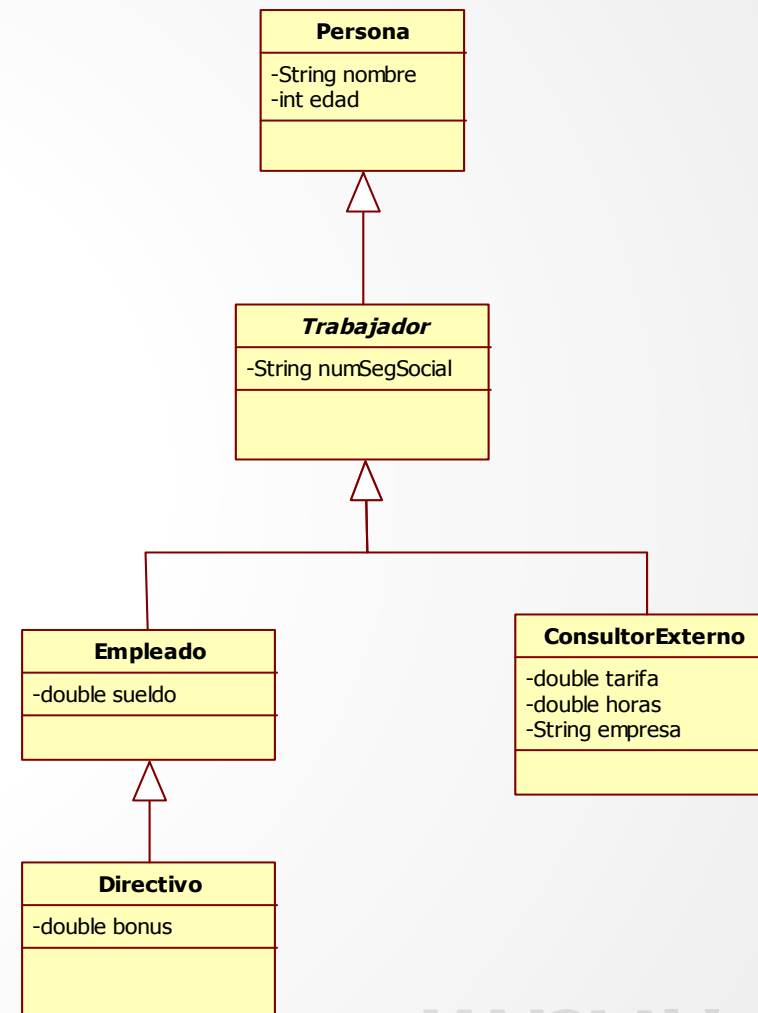 Persona
-String nombre
-int edad
Trabajador
-String numSegSocial
Empleado
-double sueldo
ConsultorExterno
-double tarifa
-double horas
-String empresa
Directivo
-double bonus